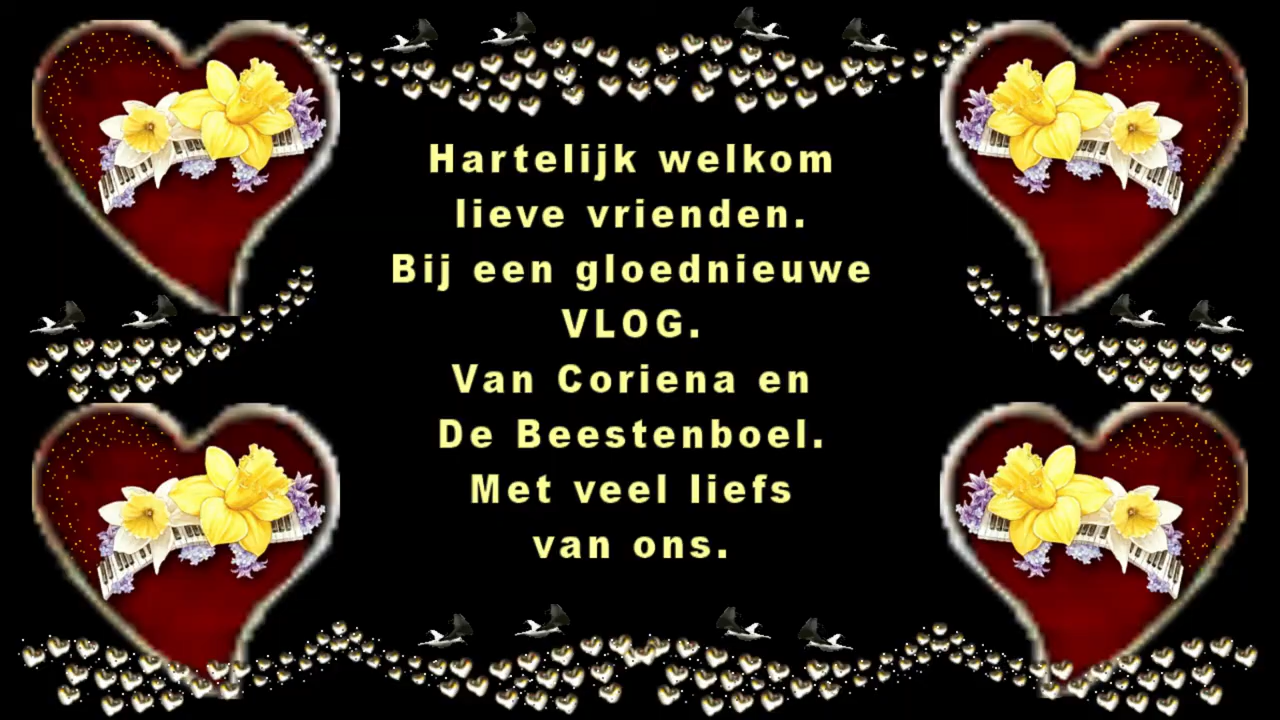 Hartelijk welkom
lieve vrienden.
Bij een gloednieuwe
VLOG.
Van Coriena en
De Beestenboel.
Met veel liefs
van ons.